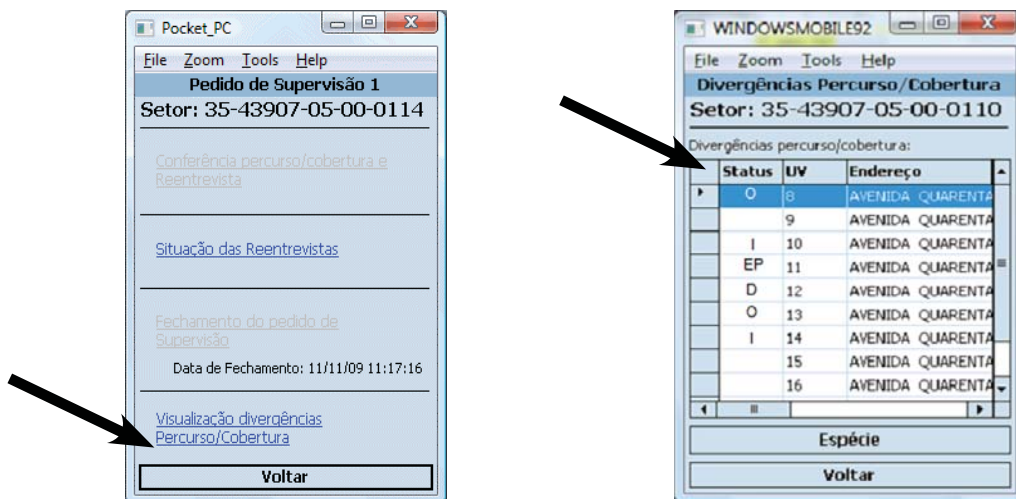 Pocket_PC
File Zoom Tools Help
Pedido de Supervisão 1
Setor: 35-43907-05-00-0114
Conferência percurso/cobertura e
Reentrevista
Situação das Reentrevistas
Fechamento do pedido de
Supervisão
Data de Fechamento: 11/11/09 11:17:16
Visualização divergências
Percurso/Cobertura
Voltar
WINDOWSMOBILE92
File Zoom Tools Help
Divergências Percurso/Cobertura
Setor: 35-43907-05-00-0110
Divergências percurso/cobertura:
Status UV Endereço
O 8 AVENIDA QUARENTA
9 AVENIDA QUARENTA
I 10 AVENIDA QUARENTA
EP 11 AVENIDA QUARENTA
D 12 AVENIDA QUARENTA
O 13 AVENIDA QUARENTA
I 14 AVENIDA QUARENTA
15 AVENIDA QUARENTA
16 AVENIDA QUARENTA
Espécie
Voltar